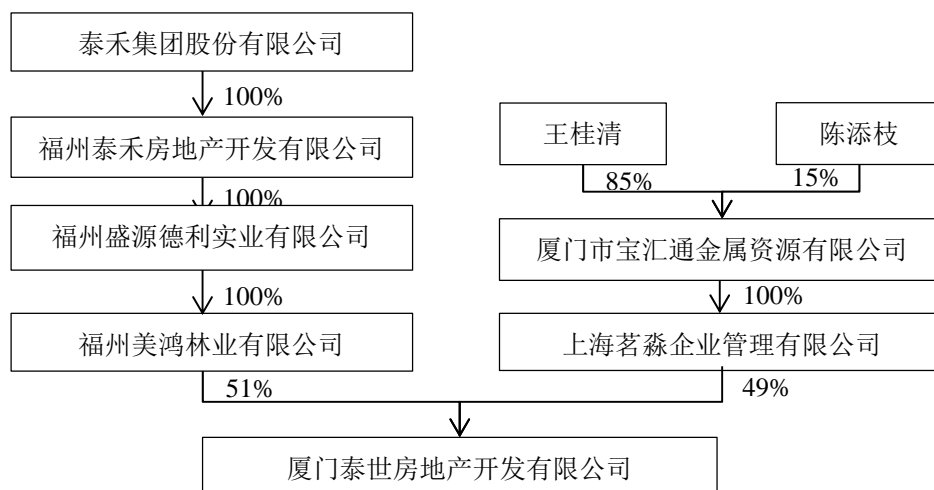 泰禾集团股份有限公司
100%
王桂清
陈添枝
福州泰禾房地产开发有限公司
100%
85%
15%
福州盛源德利实业有限公司
厦门市宝汇通金属资源有限公司
100%
100%
福州美鸿林业有限公司
上海茗淼企业管理有限公司
51%
49%
厦门泰世房地产开发有限公司